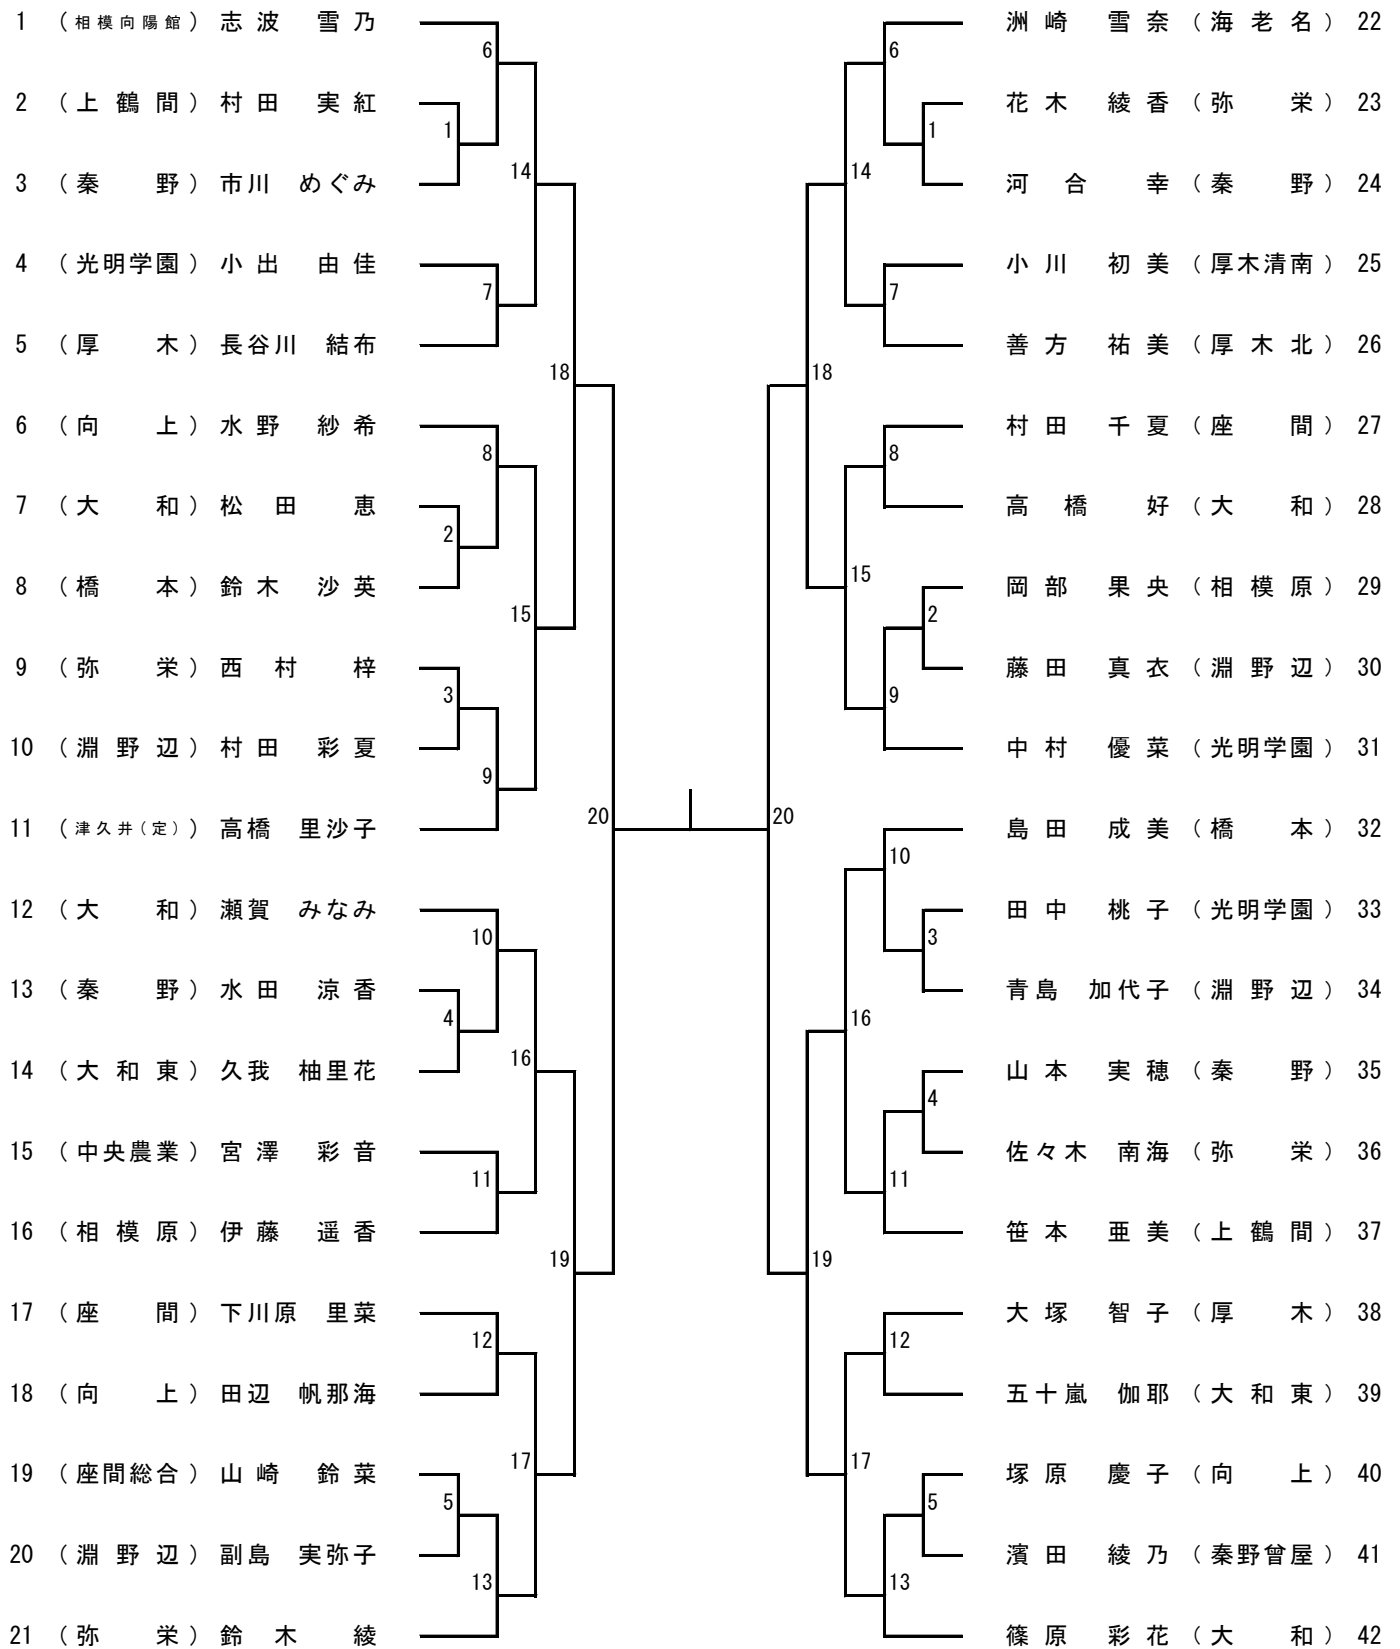 1 （相模向陽館） 志波 雪乃
6
2 （上鶴間） 村田 実紅
1
3 （秦野） 市川 めぐみ
14
4 （光明学園） 小出 由佳
7
5 （厚木） 長谷川 結布
18
6 （向上） 水野 紗希
8
7 （大和） 松田 恵
2
8 （橋本） 鈴木 沙英
15
9 （弥栄） 西村 梓
3
10 （淵野辺） 村田 彩夏
9
11 （津久井（定）） 高橋 里沙子
20
12 （大和） 瀬賀 みなみ
10
13 （秦野） 水田 涼香
4
14 （大和東） 久我 柚里花
16
15 （中央農業） 宮澤 彩音
11
16 （相模原） 伊藤 遥香
19
17 （座間） 下川原 里菜
12
18 （向上） 田辺 帆那海
17
19 （座間総合） 山崎 鈴菜
5
20 （淵野辺） 副島 実弥子
13
21 （弥栄） 鈴木 綾
洲崎 雪奈 （海老名） 22
6
花木 綾香 （弥栄） 23
1
河合 幸 （秦野） 24
14
小川 初美 （厚木清南） 25
7
善方 祐美 （厚木北） 26
18
村田 千夏 （座間） 27
8
高橋 好 （大和） 28
15
岡部 果央 （相模原） 29
2
藤田 真衣 （淵野辺） 30
9
中村 優菜 （光明学園） 31
20
島田 成美 （橋本） 32
10
田中 桃子 （光明学園） 33
3
青島 加代子 （淵野辺） 34
16
山本 実穂 （秦野） 35
4
佐々木 南海 （弥栄） 36
11
笹本 亜美 （上鶴間） 37
19
大塚 智子 （厚木） 38
12
五十嵐 伽耶 （大和東） 39
17
塚原 慶子 （向上） 40
5
濱田 綾乃 （秦野曽屋） 41
13
篠原 彩花 （大和） 42